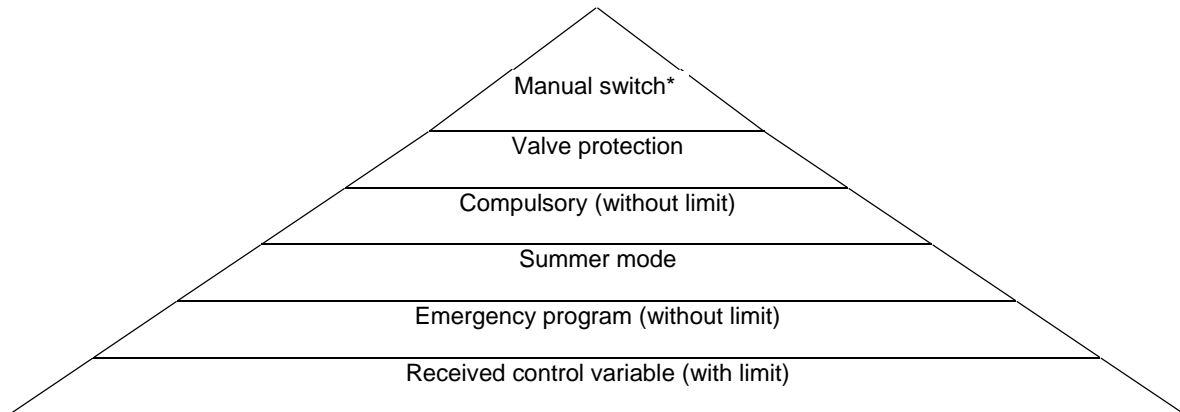 Manual switch*
Valve protection
Compulsory (without limit)
Summer mode
Emergency program (without limit)
Received control variable (with limit)